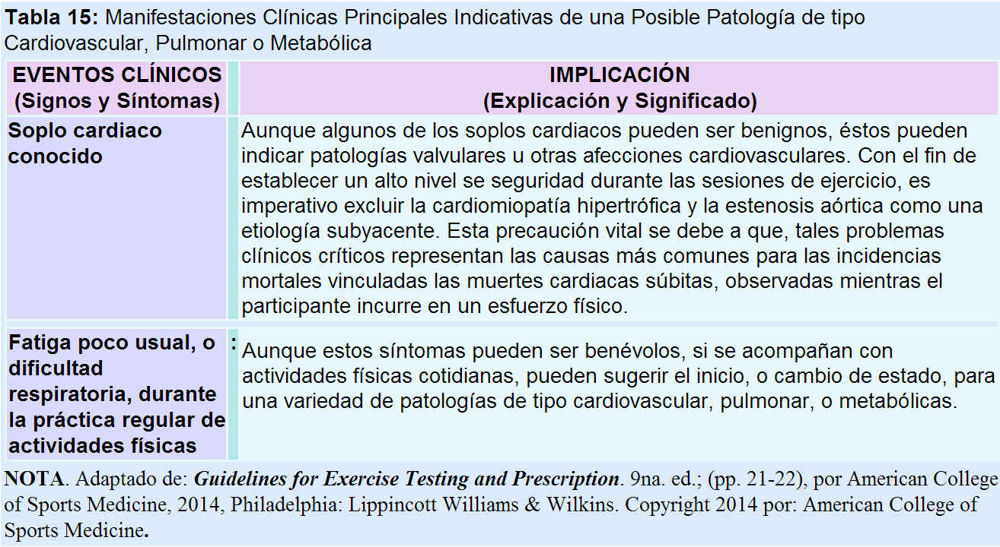 Tabla 15: Manifestaciones Clínicas Principales Indicativas de una Posible Patología de tipo
Cardiovascular, Pulmonar o Metabólica
EVENTOS CLÍNICOS
(Signos y Síntomas)
IMPLICACIÓN
(Explicación y Significado)
Soplo cardiaco
conocido
Aunque algunos de los soplos cardiacos pueden ser benignos, éstos pueden
indicar patologías valvulares u otras afecciones cardiovasculares. Con el fin de
establecer un alto nivel se seguridad durante las sesiones de ejercicio, es
imperativo excluir la cardiomiopatía hipertrófica y la estenosis aórtica como una
etiología subyacente. Esta precaución vital se debe a que, tales problemas
clínicos críticos representan las causas más comunes para las incidencias
mortales vinculadas las muertes cardiacas súbitas, observadas mientras el
participante incurre en un esfuerzo físico.
Fatiga poco usual, o
dificultad
respiratoria, durante
la práctica regular de
actividades físicas
:
Aunque estos síntomas pueden ser benévolos, si se acompañan con
actividades físicas cotidianas, pueden sugerir el inicio, o cambio de estado, para
una variedad de patologías de tipo cardiovascular, pulmonar, o metabólicas.
NOTA. Adaptado de: Guidelines for Exercise Testing and Prescription. 9na. ed.; (pp. 21-22), por American College
of Sports Medicine, 2014, Philadelphia: Lippincott Williams & Wilkins. Copyright 2014 por: American College of
Sports Medicine.